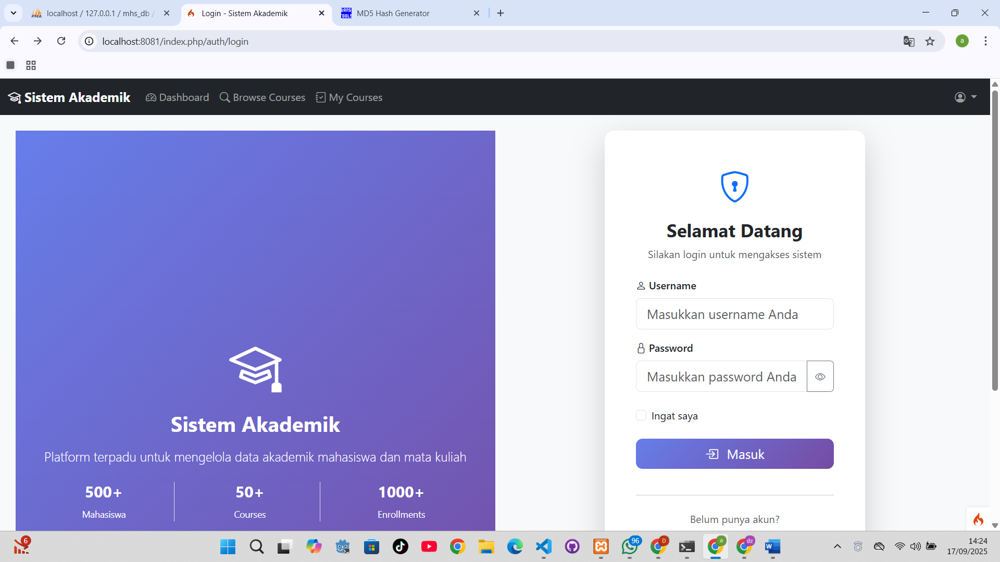 localhost / 127.0.0.1 / mhs_db /
Login - Sistem Akademik
MD5 Hash Generator
localhost:8081/index.php/auth/login
a
Sistem Akademik
Dashboard
Browse Courses
My Courses
Selamat Datang
Silakan login untuk mengakses sistem
Username
Masukkan username Anda
Password
Masukkan password Anda
Ingat saya
Masuk
Belum punya akun?
Sistem Akademik
Platform terpadu untuk mengelola data akademik mahasiswa dan mata kuliah
500+
Mahasiswa
50+
Courses
1000+
Enrollments
6
96
D
a
dz
14:24
17/09/2025